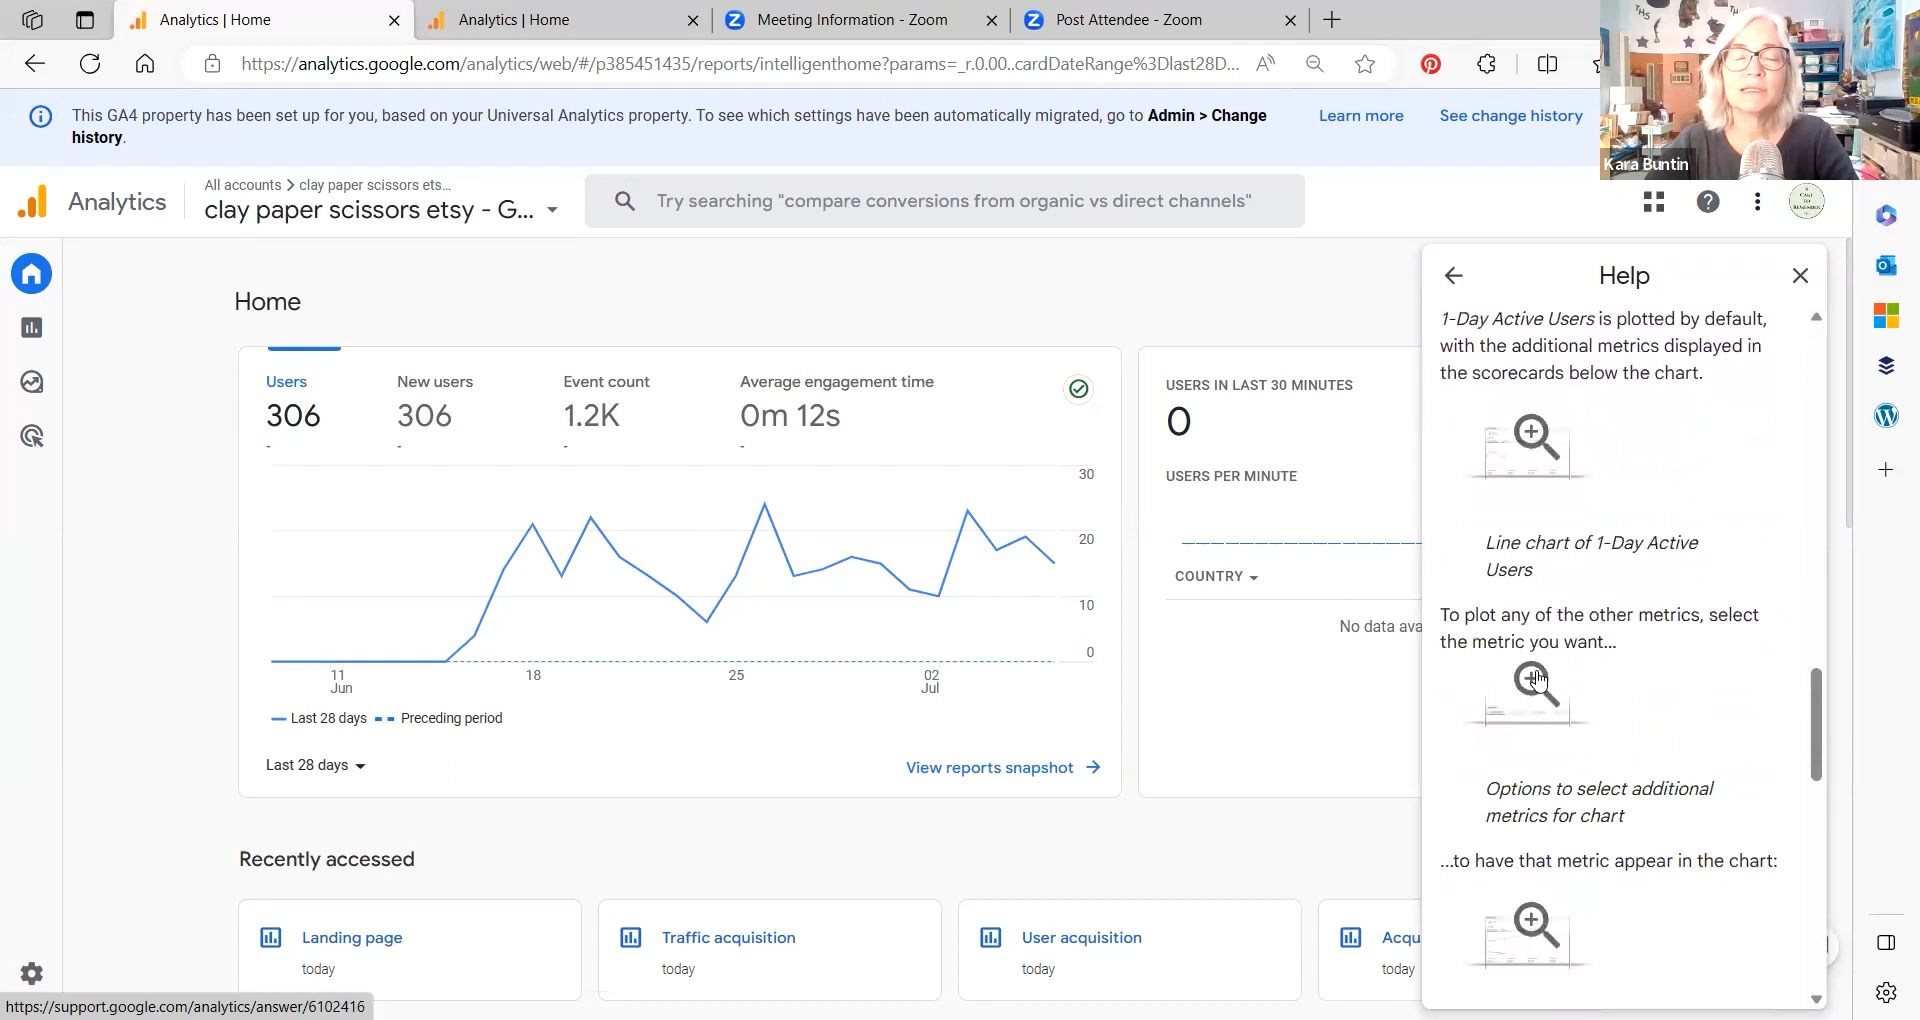 Analytics | Home
Analytics | Home
Meeting Information - Zoom
Post Attendee - Zoom
https://analytics.google.com/analytics/web/#/p385451435/reports/intelligenthome?params=_r.0.00..cardDateRange%3Dlast28D...
This GA4 property has been set up for you, based on your Universal Analytics property. To see which settings have been automatically migrated, go to Admin > Change
history.
Learn more
See change history
Kara Buntin
Analytics
All accounts > clay paper scissors ets...
clay paper scissors etsy - G...
Try searching "compare conversions from organic vs direct channels"
Home
Users
306
-
New users
306
-
Event count
1.2K
-
Average engagement time
0m 12s
-
30
20
10
0
11
Jun
18
25
02
Jul
Last 28 days
Preceding period
Last 28 days
View reports snapshot
USERS IN LAST 30 MINUTES
0
USERS PER MINUTE
COUNTRY
No data ava
Recently accessed
Landing page
today
Traffic acquisition
today
User acquisition
today
Acqu
today
Help
1-Day Active Users is plotted by default,
with the additional metrics displayed in
the scorecards below the chart.
Line chart of 1-Day Active
Users
To plot any of the other metrics, select
the metric you want...
Options to select additional
metrics for chart
...to have that metric appear in the chart:
https://support.google.com/analytics/answer/6102416